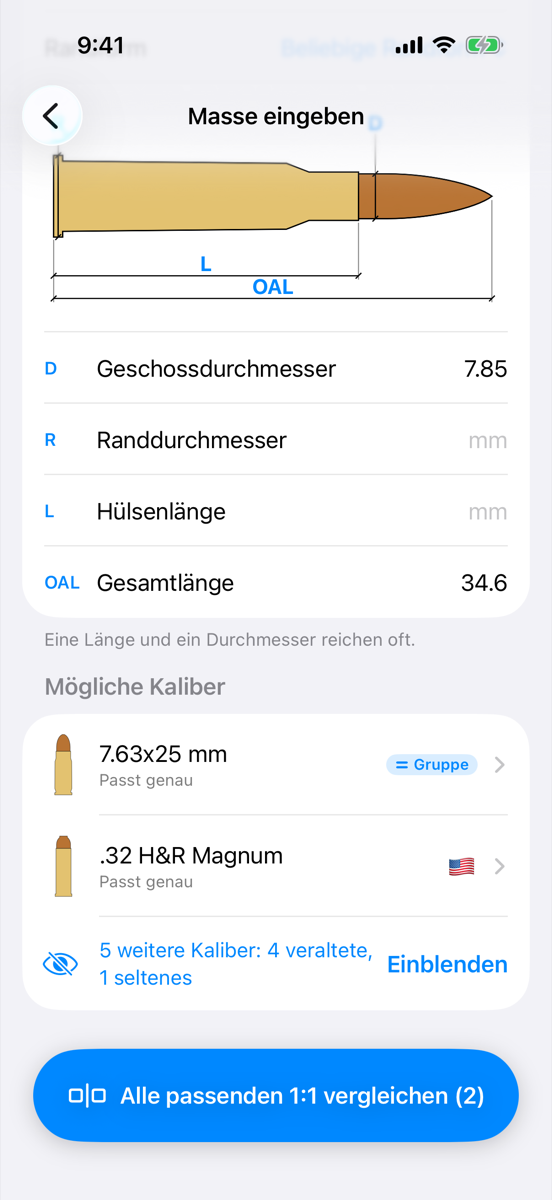 9:41
Masse eingeben
D
L
OAL
D Geschossdurchmesser 7.85
R Randdurchmesser mm
L Hülsenlänge mm
OAL Gesamtlänge 34.6
Eine Länge und ein Durchmesser reichen oft.
Mögliche Kaliber
7.63x25 mm
Passt genau
= Gruppe
.32 H&R Magnum
Passt genau
5 weitere Kaliber: 4 veraltete,
1 seltenes
Einblenden
Alle passenden 1:1 vergleichen (2)